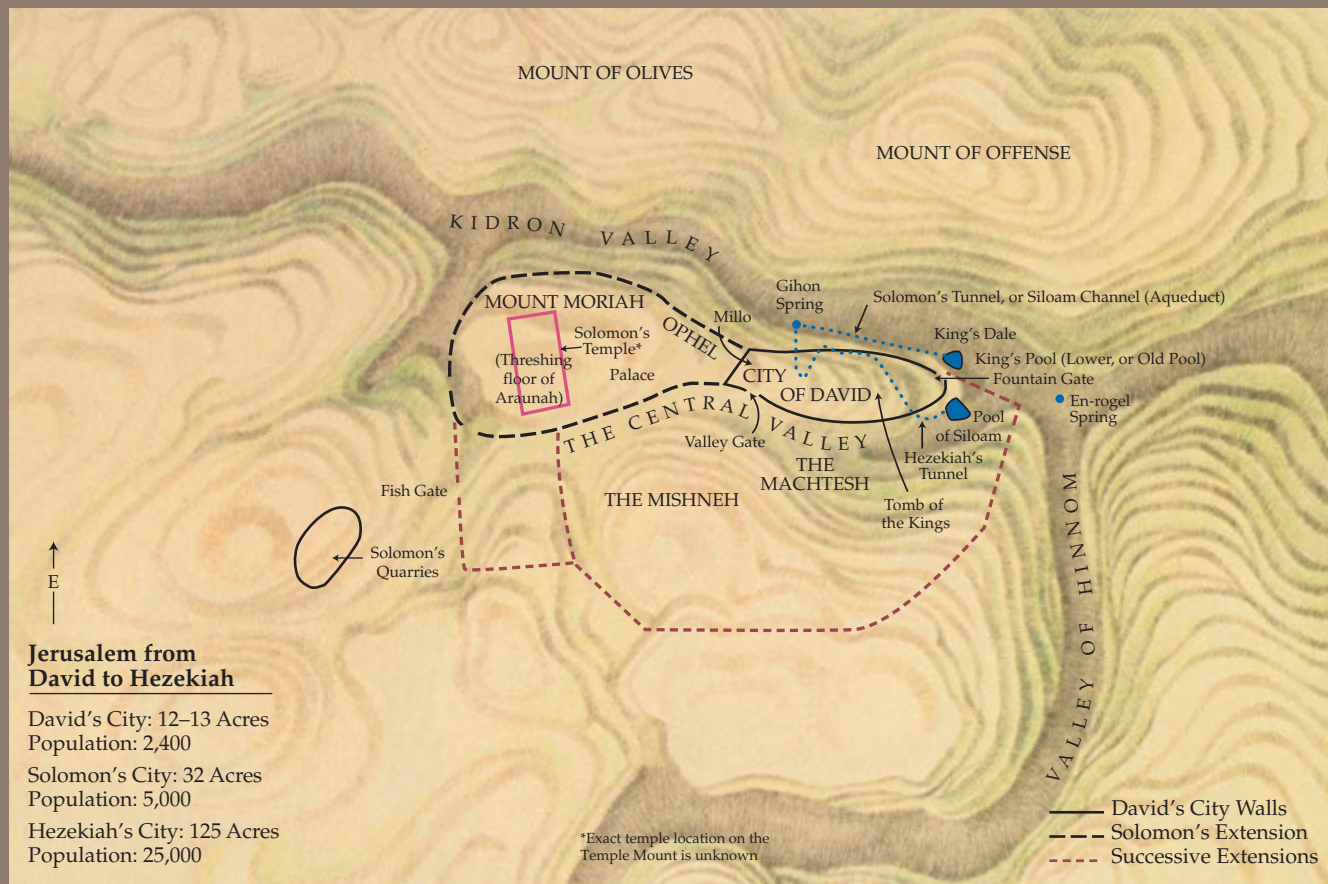 MOUNT OF OLIVES
MOUNT OF OFFENSE
KIDRON VALLEY
MOUNT MORIAH
OPHEL
Solomon's
Temple*
(Threshing
floor of
Araunah)
Palace
Millo
Gihon
Spring
Solomon's Tunnel, or Siloam Channel (Aqueduct)
King's Dale
King's Pool (Lower, or Old Pool)
Fountain Gate
En-rogel
Spring
CITY
OF DAVID
Pool
of Siloam
THE CENTRAL VALLEY
Valley Gate
Hezekiah's
Tunnel
THE
MACHTESH
Tomb of
the Kings
THE MISHNEH
Fish Gate
Solomon's
Quarries
VALLEY OF HINNOM
E
Jerusalem from
David to Hezekiah
David's City: 12–13 Acres
Population: 2,400
Solomon's City: 32 Acres
Population: 5,000
Hezekiah's City: 125 Acres
Population: 25,000
*Exact temple location on the
Temple Mount is unknown
David's City Walls
Solomon's Extension
Successive Extensions